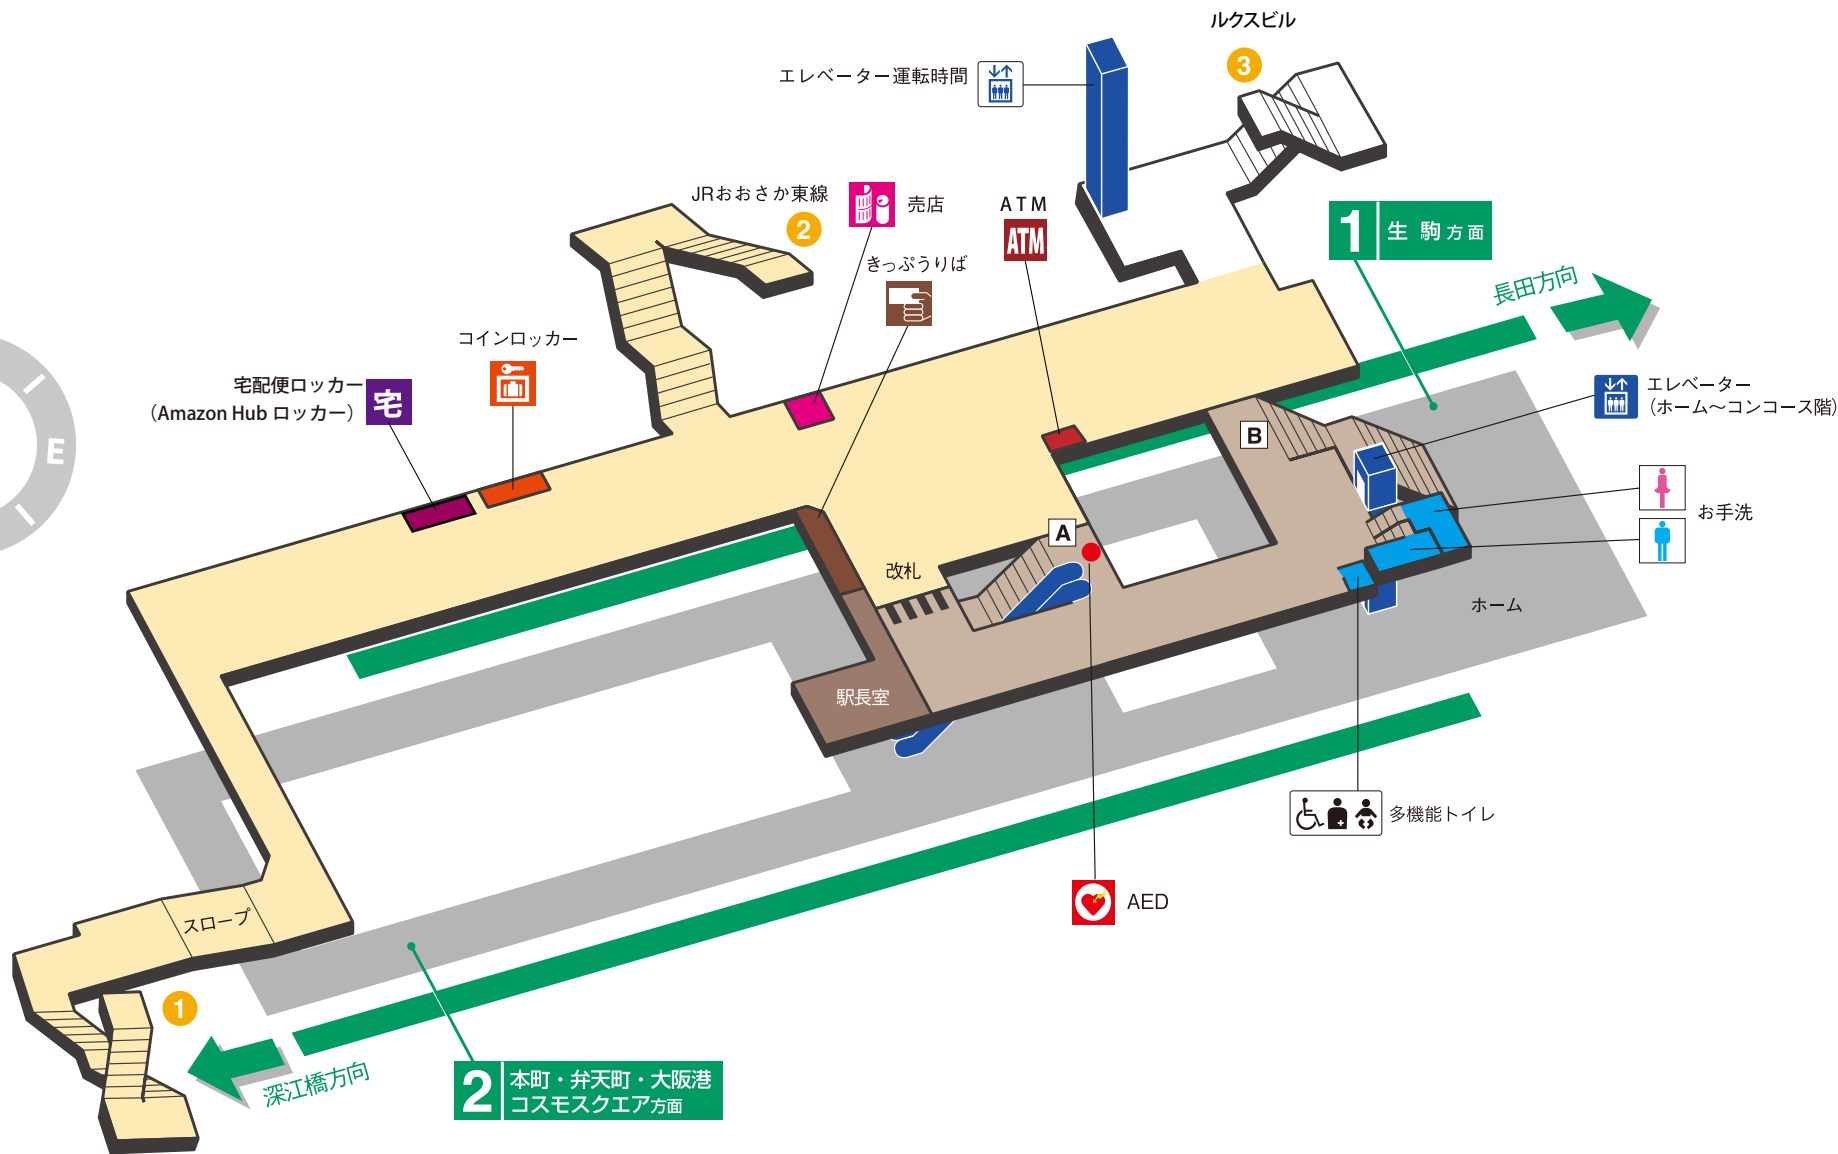 ルクスビル
3
エレベーター運転時間
JRおおさか東線
2
売店
ATM
ATM
1 生駒方面
きっぷうりば
長田方向
コインロッカー
宅配便ロッカー
（Amazon Hub ロッカー）
宅
エレベーター
（ホーム～コンコース階）
E
B
お手洗
A
改札
ホーム
駅長室
多機能トイレ
AED
スロープ
1
深江橋方向
2 本町・弁天町・大阪港
コスモスクエア方面